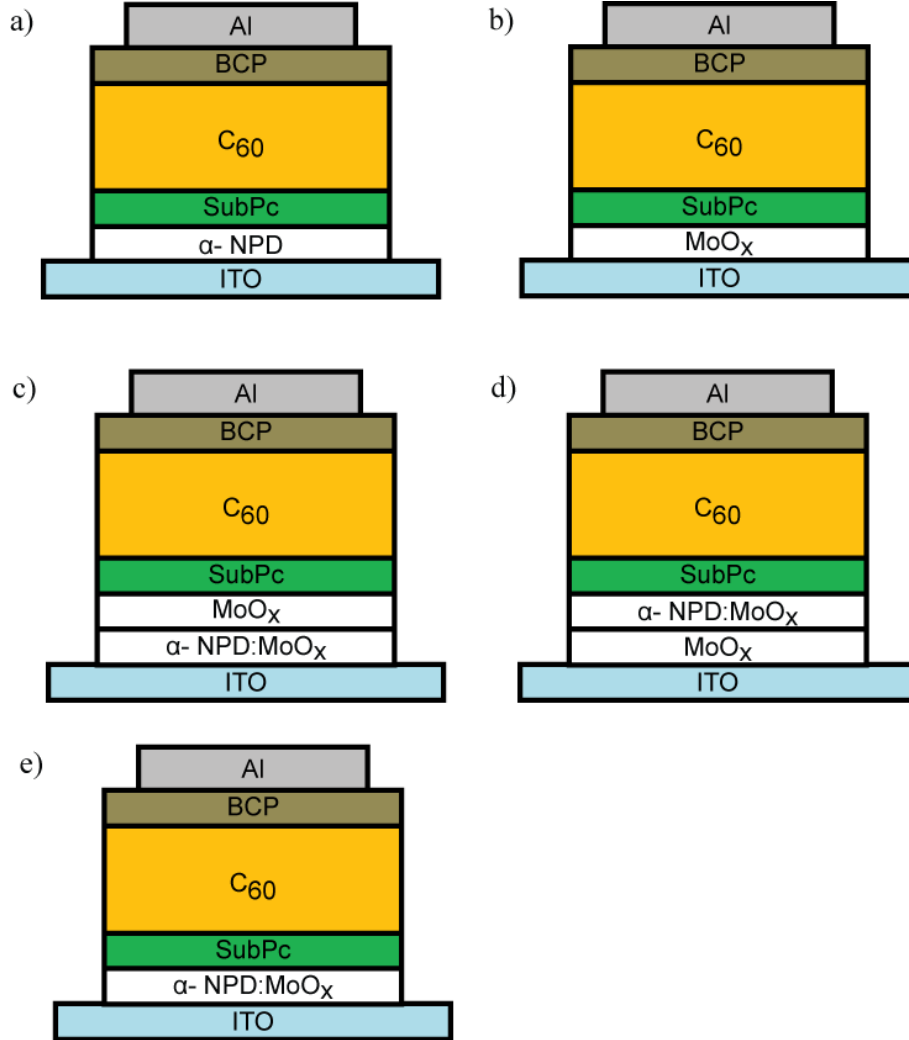 a)
Al
BCP
C60
SubPc
α- NPD
ITO
b)
Al
BCP
C60
SubPc
MoOx
ITO
c)
Al
BCP
C60
SubPc
MoOx
α- NPD:MoOx
ITO
d)
Al
BCP
C60
SubPc
α- NPD:MoOx
MoOx
ITO
e)
Al
BCP
C60
SubPc
α- NPD:MoOx
ITO